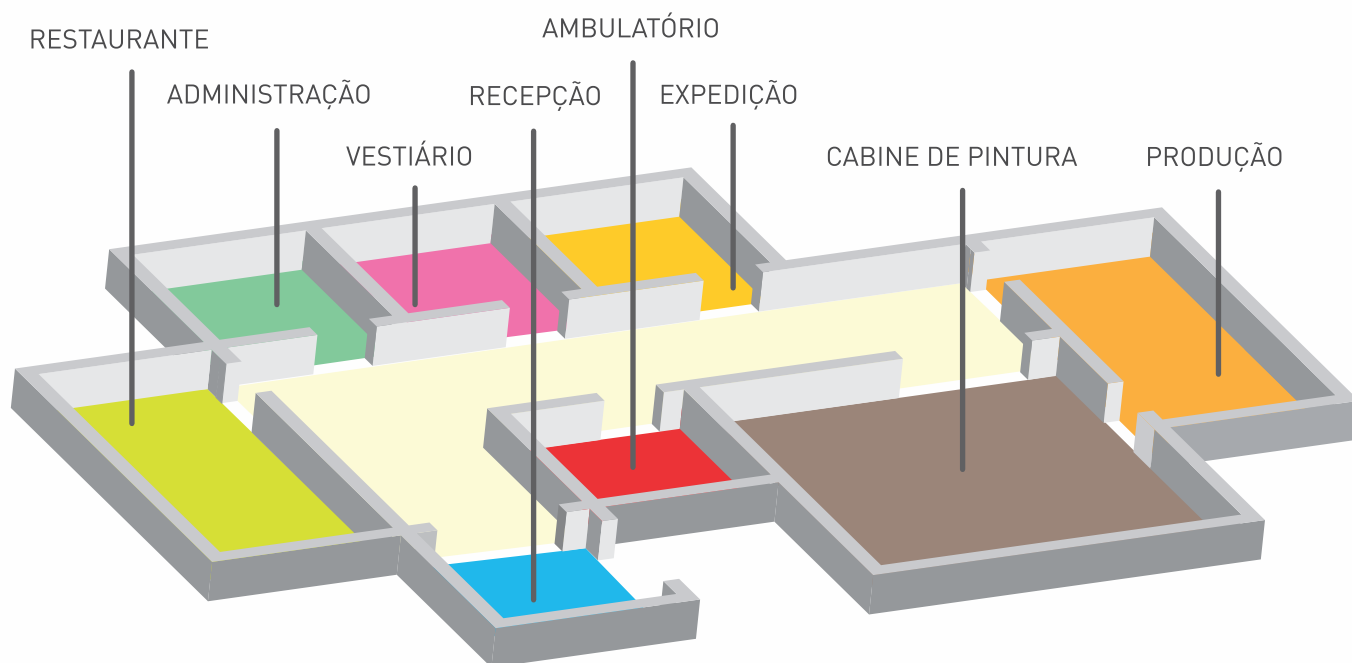 RESTAURANTE
AMBULATÓRIO
ADMINISTRAÇÃO
RECEPÇÃO
EXPEDIÇÃO
VESTIÁRIO
CABINE DE PINTURA
PRODUÇÃO